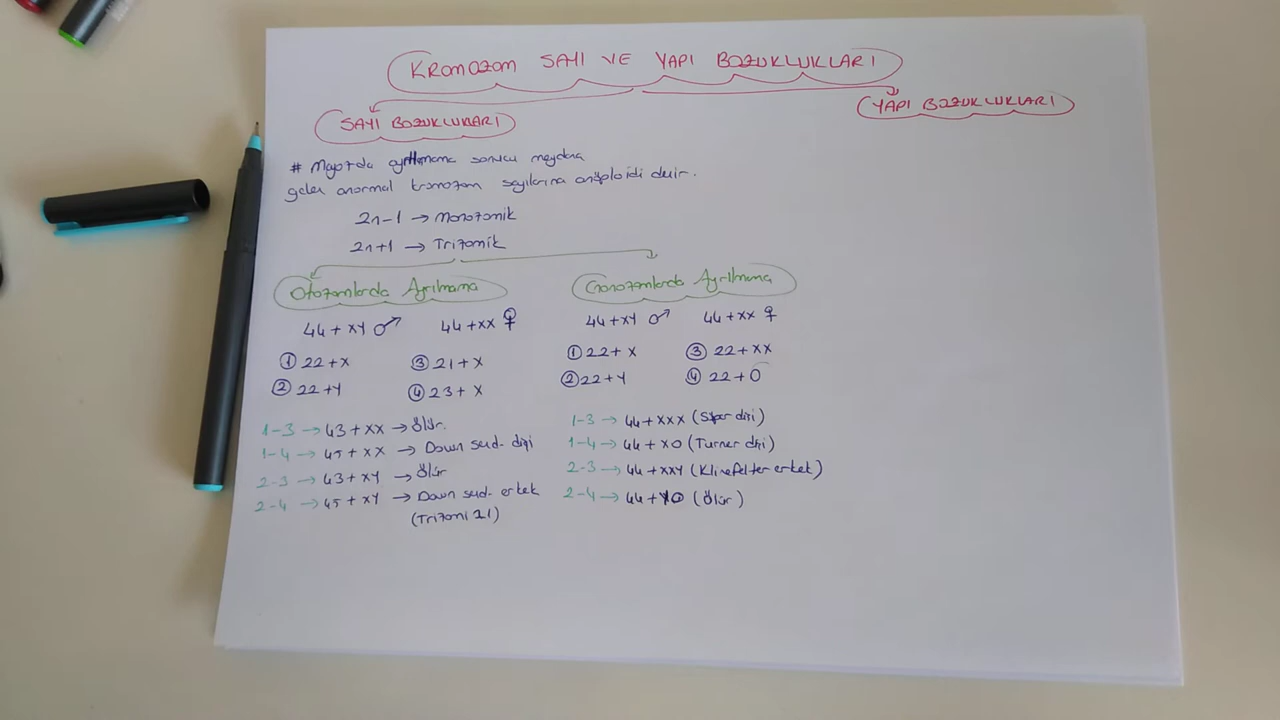 KROMOZOM SAYI VE YAPI BOZUKLUKLARI
SAYI BOZUKLUKLARI
YAPI BOZUKLUKLARI
# Mayozda ayrılmama sonucu meydana
gelen anormal kromozom sayılarına anöploidi denir.
2n-1 → Monozomik
2n+1 → Trizomik
Otozomlarda Ayrılmama
44+XY ♂ 44+XX ♀
① 22+X ③ 21+X
② 22+Y ④ 23+X
1-3 → 43+XX → Ölür.
1-4 → 45+XX → Down send. dişi
2-3 → 43+XY → Ölür
2-4 → 45+XY → Down send. erkek
(Trizomi 21)
Gonozomlarda Ayrılmama
44+XY ♂ 44+XX ♀
① 22+X ③ 22+XX
② 22+Y ④ 22+O
1-3 → 44+XXX (Süper dişi)
1-4 → 44+XO (Turner dişi)
2-3 → 44+XXY (Klinefelter erkek)
2-4 → 44+YO (Ölür)